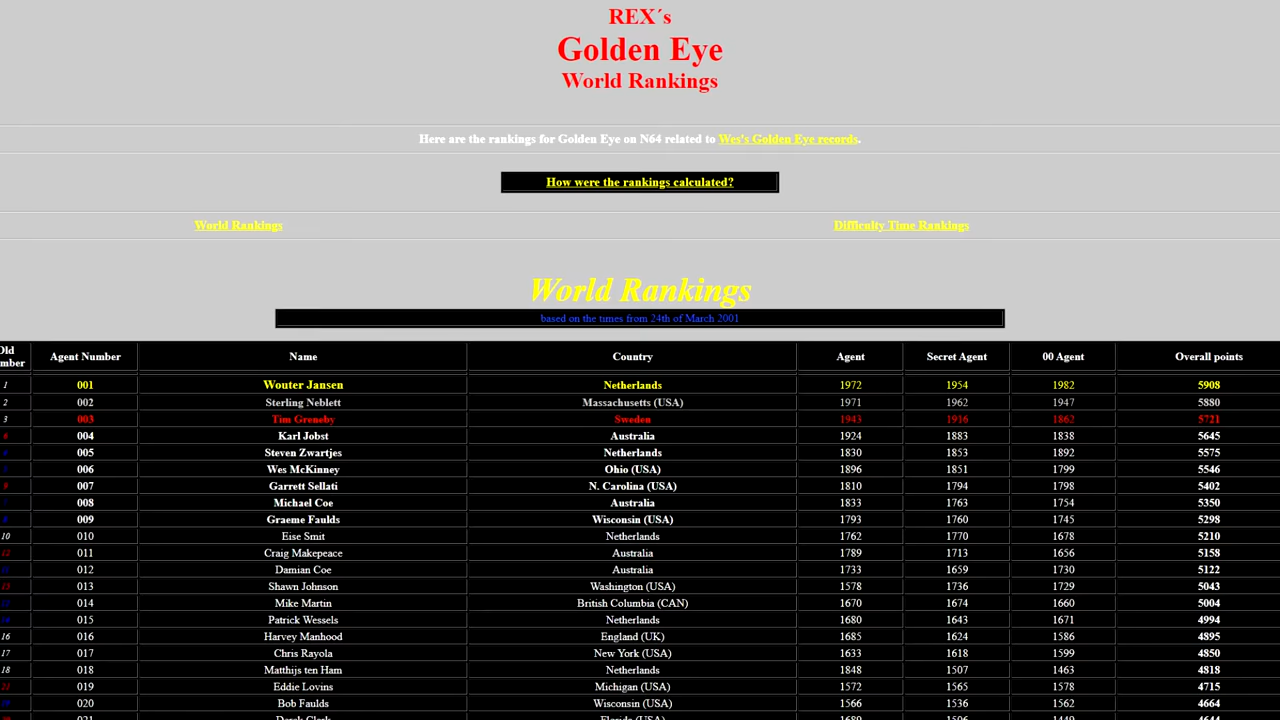 REX´s
Golden Eye
World Rankings
Here are the rankings for Golden Eye on N64 related to Wes's Golden Eye records.
How were the rankings calculated?
World Rankings Difficulty Time Rankings
World Rankings
based on the times from 24th of March 2001
Old Number Agent Number Name Country Agent Secret Agent 00 Agent Overall points
1 001 Wouter Jansen Netherlands 1972 1954 1982 5908
2 002 Sterling Neblett Massachusetts (USA) 1971 1962 1947 5880
3 003 Tim Greneby Sweden 1943 1916 1862 5721
004 Karl Jobst Australia 1924 1883 1838 5645
005 Steven Zwartjes Netherlands 1830 1853 1892 5575
006 Wes McKinney Ohio (USA) 1896 1851 1799 5546
9 007 Garrett Sellati N. Carolina (USA) 1810 1794 1798 5402
008 Michael Coe Australia 1833 1763 1754 5350
009 Graeme Faulds Wisconsin (USA) 1793 1760 1745 5298
10 010 Eise Smit Netherlands 1762 1770 1678 5210
12 011 Craig Makepeace Australia 1789 1713 1656 5158
012 Damian Coe Australia 1733 1659 1730 5122
15 013 Shawn Johnson Washington (USA) 1578 1736 1729 5043
014 Mike Martin British Columbia (CAN) 1670 1674 1660 5004
015 Patrick Wessels Netherlands 1680 1643 1671 4994
16 016 Harvey Manhood England (UK) 1685 1624 1586 4895
17 017 Chris Rayola New York (USA) 1633 1618 1599 4850
18 018 Matthijs ten Ham Netherlands 1848 1507 1463 4818
21 019 Eddie Lovins Michigan (USA) 1572 1565 1578 4715
020 Bob Faulds Wisconsin (USA) 1566 1536 1562 4664
021 Derek Clark Florida (USA)